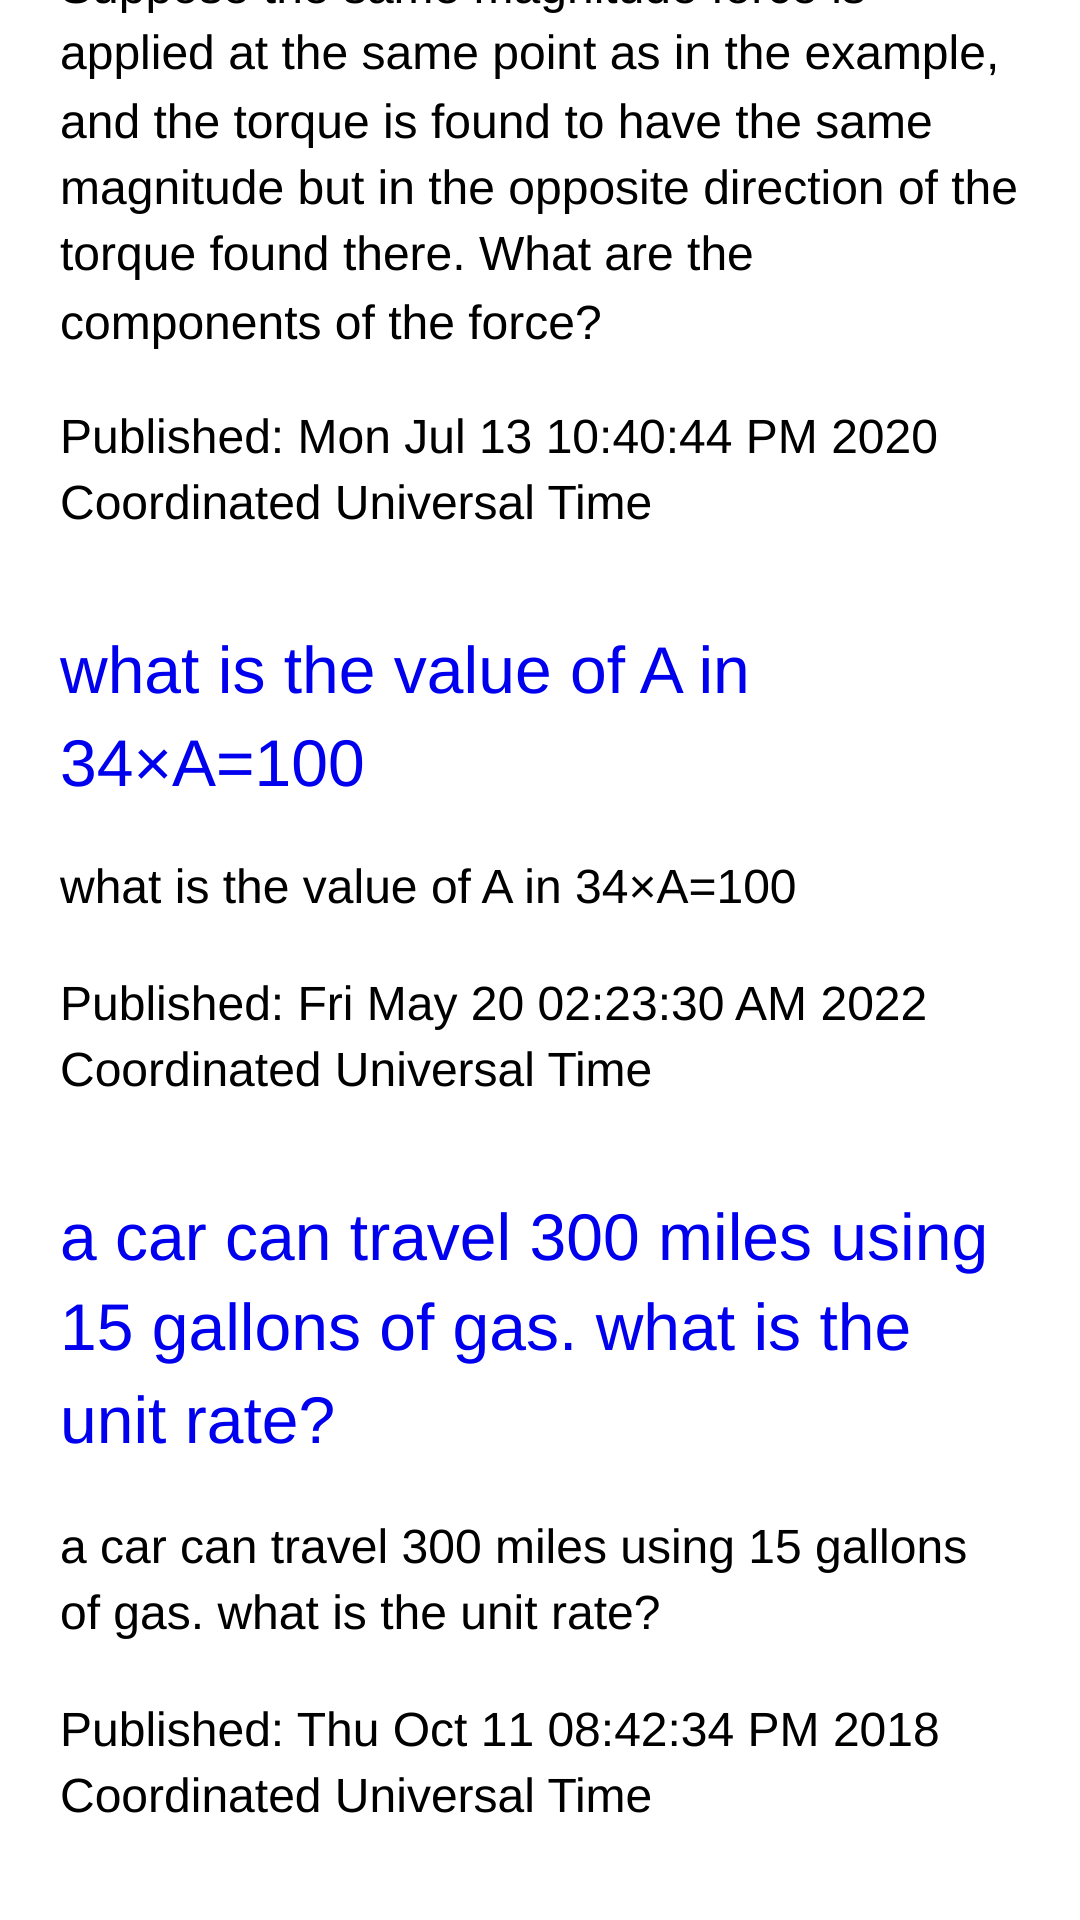 Suppose the same magnitude force is
applied at the same point as in the example,
and the torque is found to have the same
magnitude but in the opposite direction of the
torque found there. What are the
components of the force?
Published: Mon Jul 13 10:40:44 PM 2020
Coordinated Universal Time
what is the value of A in
34×A=100
what is the value of A in 34×A=100
Published: Fri May 20 02:23:30 AM 2022
Coordinated Universal Time
a car can travel 300 miles using
15 gallons of gas. what is the
unit rate?
a car can travel 300 miles using 15 gallons
of gas. what is the unit rate?
Published: Thu Oct 11 08:42:34 PM 2018
Coordinated Universal Time